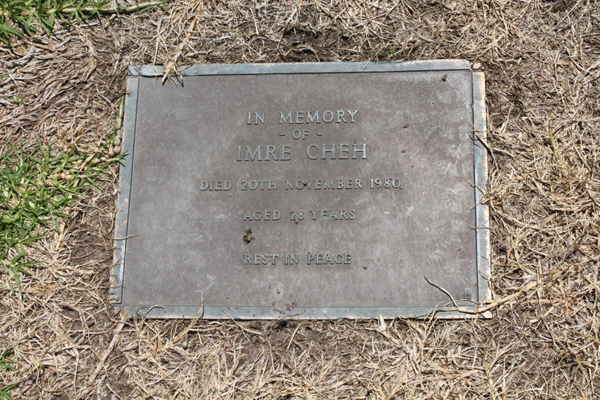 IN MEMORY
- OF -
IMRE CHEH
DIED 20TH NOVEMBER 1980,
AGED 28 YEARS
REST IN PEACE